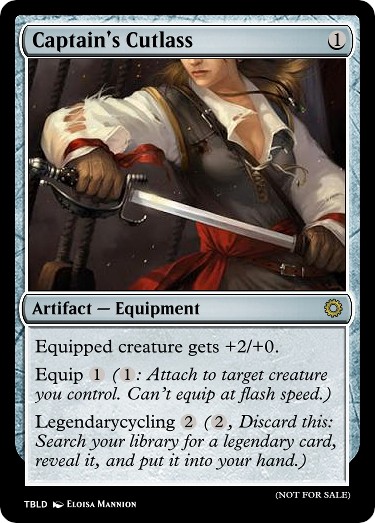 Captain's Cutlass 1
Artifact — Equipment
Equipped creature gets +2/+0.
Equip 1 (1: Attach to target creature
you control. Can't equip at flash speed.)
Legendarycycling 2 (2, Discard this:
Search your library for a legendary card,
reveal it, and put it into your hand.)
TBLD Eloisa Mannion
(NOT FOR SALE)